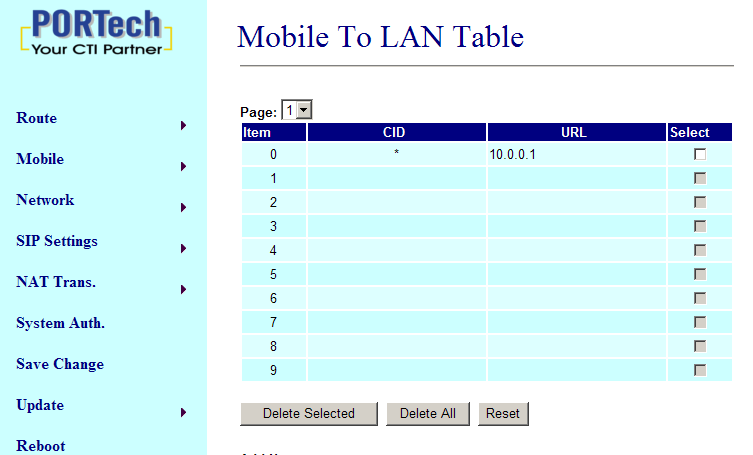 PORTech
Your CTI Partner
Mobile To LAN Table
Route
Mobile
Network
SIP Settings
NAT Trans.
System Auth.
Save Change
Update
Reboot
Page: 1
Item CID URL Select
0 * 10.0.0.1
1
2
3
4
5
6
7
8
9
Delete Selected Delete All Reset